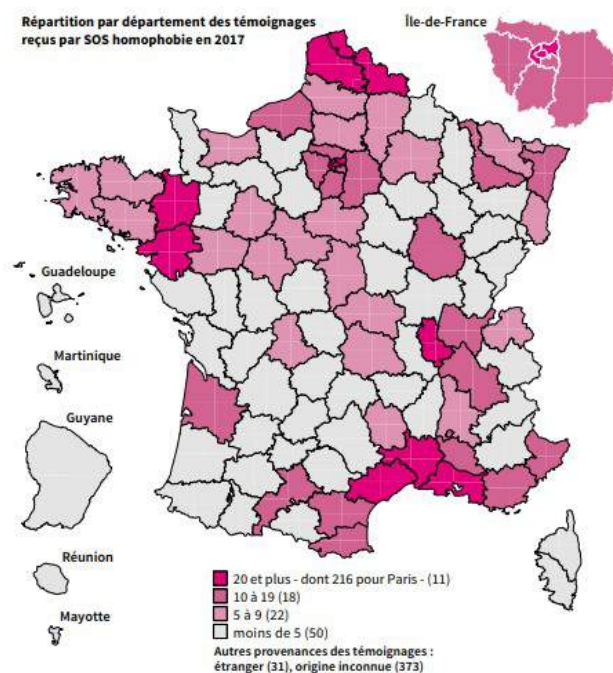 Répartition par département des témoignages
reçus par SOS homophobie en 2017
Île-de-France
Guadeloupe
Martinique
Guyane
Réunion
Mayotte
20 et plus - dont 216 pour Paris - (11)
10 à 19 (18)
5 à 9 (22)
moins de 5 (50)
Autres provenances des témoignages :
étranger (31), origine inconnue (373)